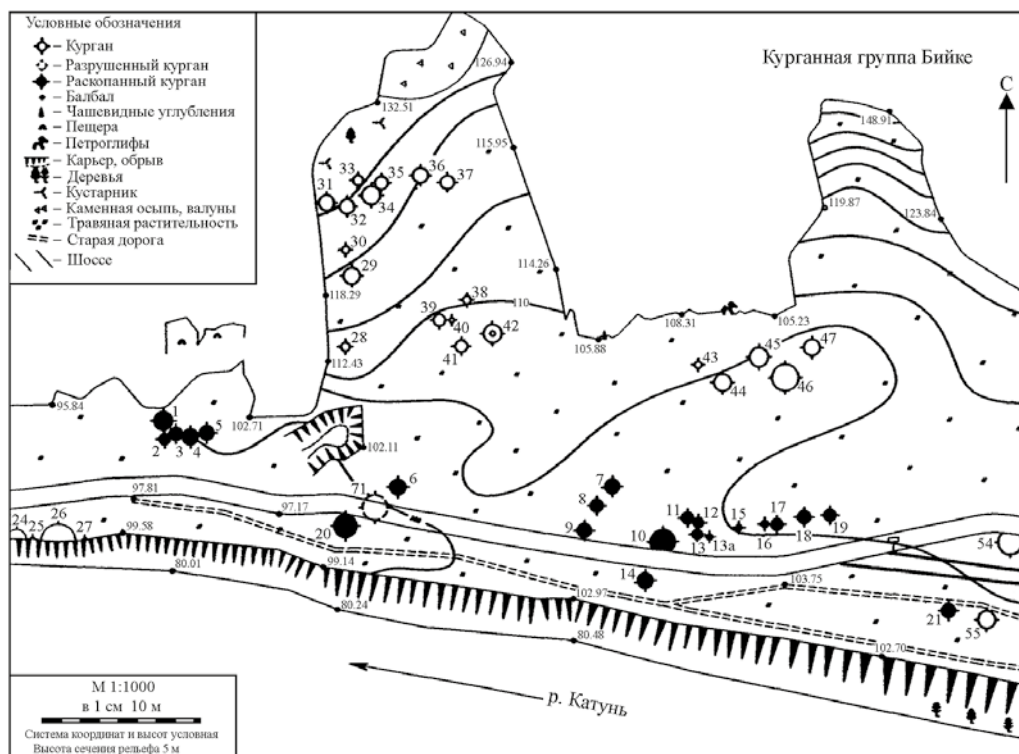 Условные обозначения
– Курган
– Разрушенный курган
– Раскопанный курган
– Балбал
– Чашевидные углубления
– Пещера
– Петроглифы
– Карьер, обрыв
– Деревья
– Кустарник
– Каменная осыпь, валуны
– Травяная растительность
– Старая дорога
– Шоссе
Курганная группа Бийке
С
126.94
132.51
148.91
115.95
33 35 36 37
31 32 34
119.87 123.84
30
29
114.26
118.29
38
110
39 40 42
108.31 105.23
28 41
105.88
112.43
43 45 47
44 46
95.84
1
102.71
2 3 4 5
102.11
6 7
97.81
71
8
97.17
20
9
11 12 15 17
10 13 13а 16 18 19
24 25 26 27
99.58
54
99.14
80.01
14
103.75
102.97
80.24
21 55
80.48
102.70
р. Катунь
М 1:1000
в 1 см 10 м
Система координат и высот условная
Высота сечения рельефа 5 м